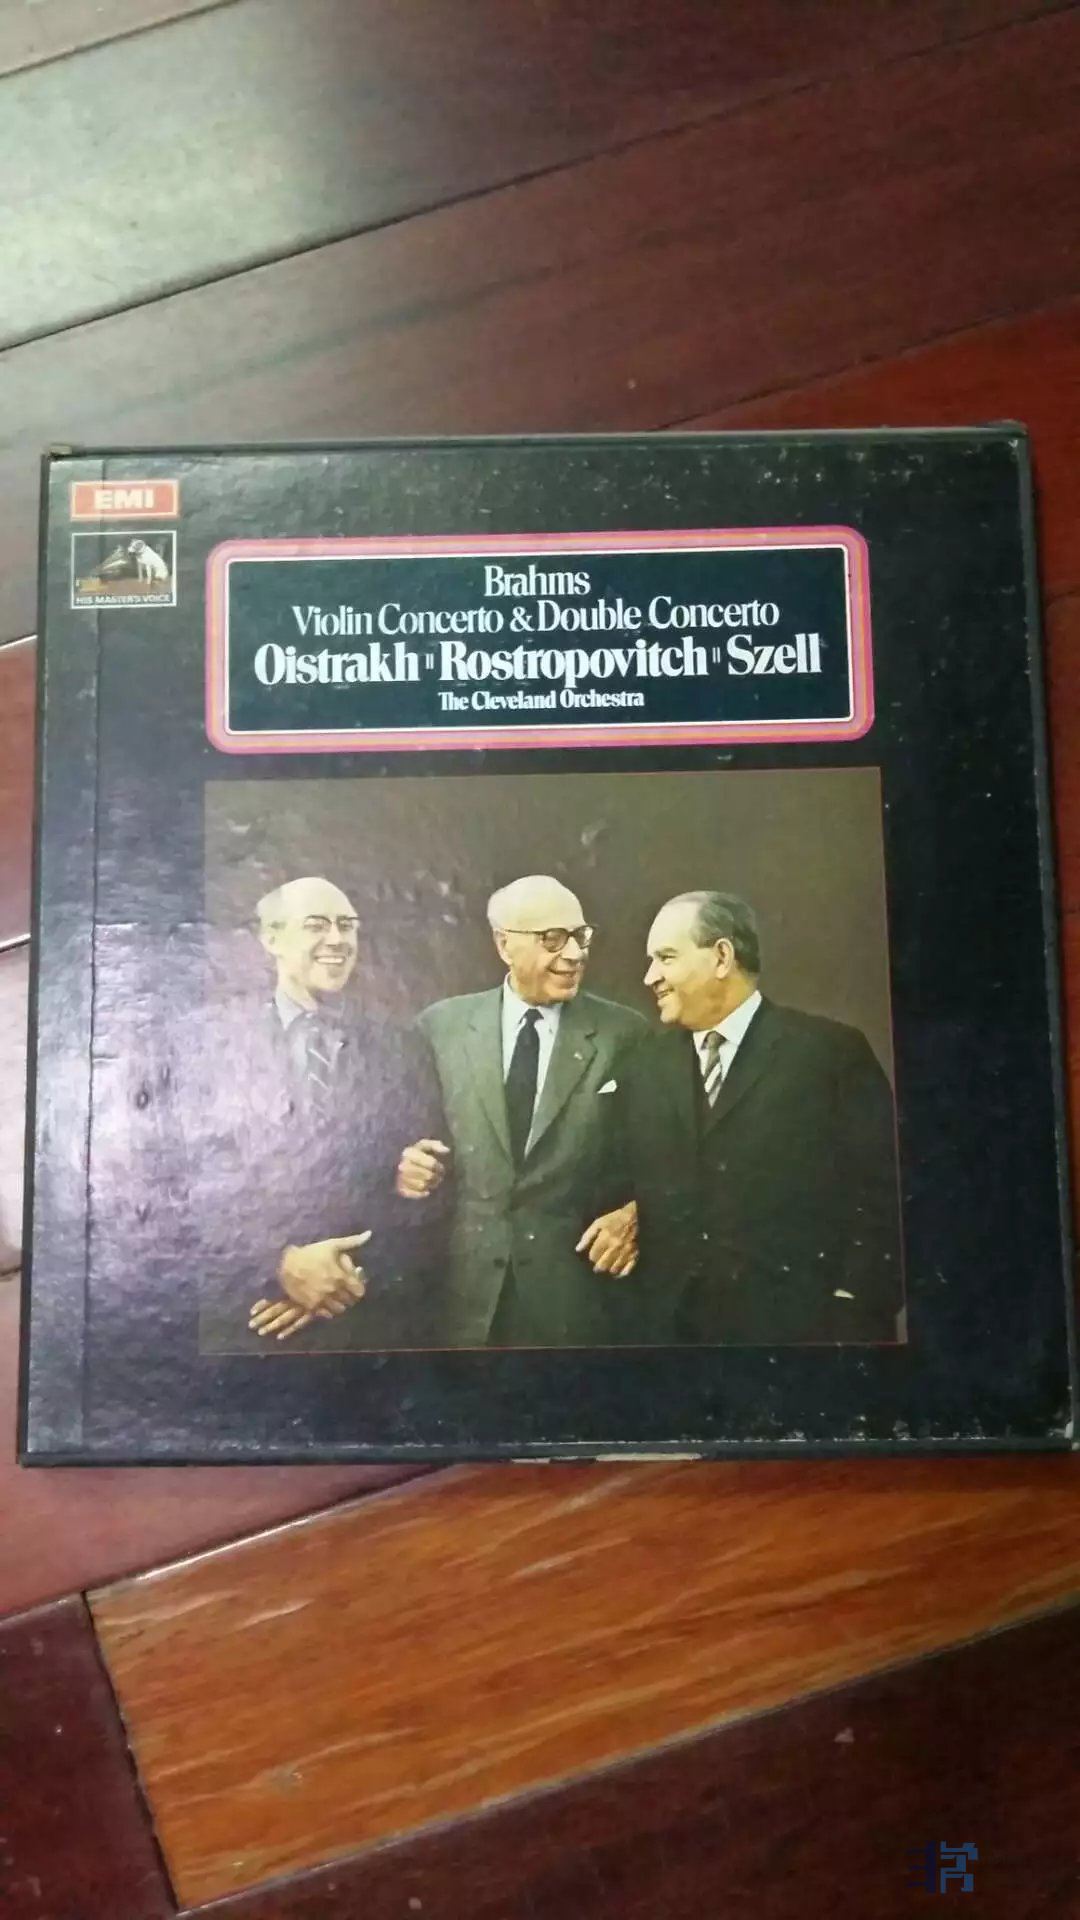 EMI
HIS MASTER'S VOICE
Brahms
Violin Concerto & Double Concerto
Oistrakh " Rostropovitch " Szell
The Cleveland Orchestra